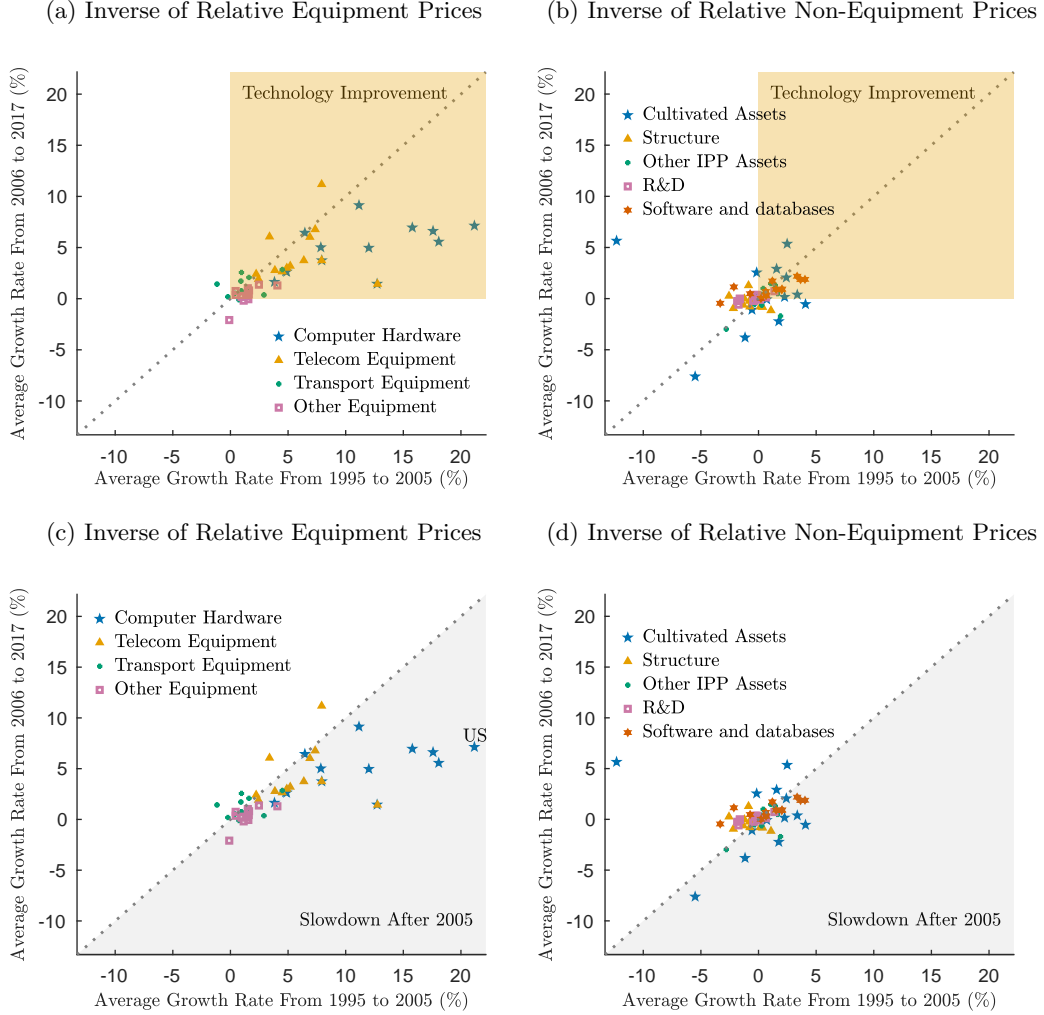 (a) Inverse of Relative Equipment Prices
Average Growth Rate From 2006 to 2017 (%)
20
15
10
5
0
-5
-10
Technology Improvement
Computer Hardware
Telecom Equipment
Transport Equipment
Other Equipment
-10 -5 0 5 10 15 20
Average Growth Rate From 1995 to 2005 (%)
(b) Inverse of Relative Non-Equipment Prices
Average Growth Rate From 2006 to 2017 (%)
20
15
10
5
0
-5
-10
Technology Improvement
Cultivated Assets
Structure
Other IPP Assets
R&D
Software and databases
-10 -5 0 5 10 15 20
Average Growth Rate From 1995 to 2005 (%)
(c) Inverse of Relative Equipment Prices
Average Growth Rate From 2006 to 2017 (%)
20
15
10
5
0
-5
-10
Computer Hardware
Telecom Equipment
Transport Equipment
Other Equipment
US
Slowdown After 2005
-10 -5 0 5 10 15 20
Average Growth Rate From 1995 to 2005 (%)
(d) Inverse of Relative Non-Equipment Prices
Average Growth Rate From 2006 to 2017 (%)
20
15
10
5
0
-5
-10
Cultivated Assets
Structure
Other IPP Assets
R&D
Software and databases
Slowdown After 2005
-10 -5 0 5 10 15 20
Average Growth Rate From 1995 to 2005 (%)